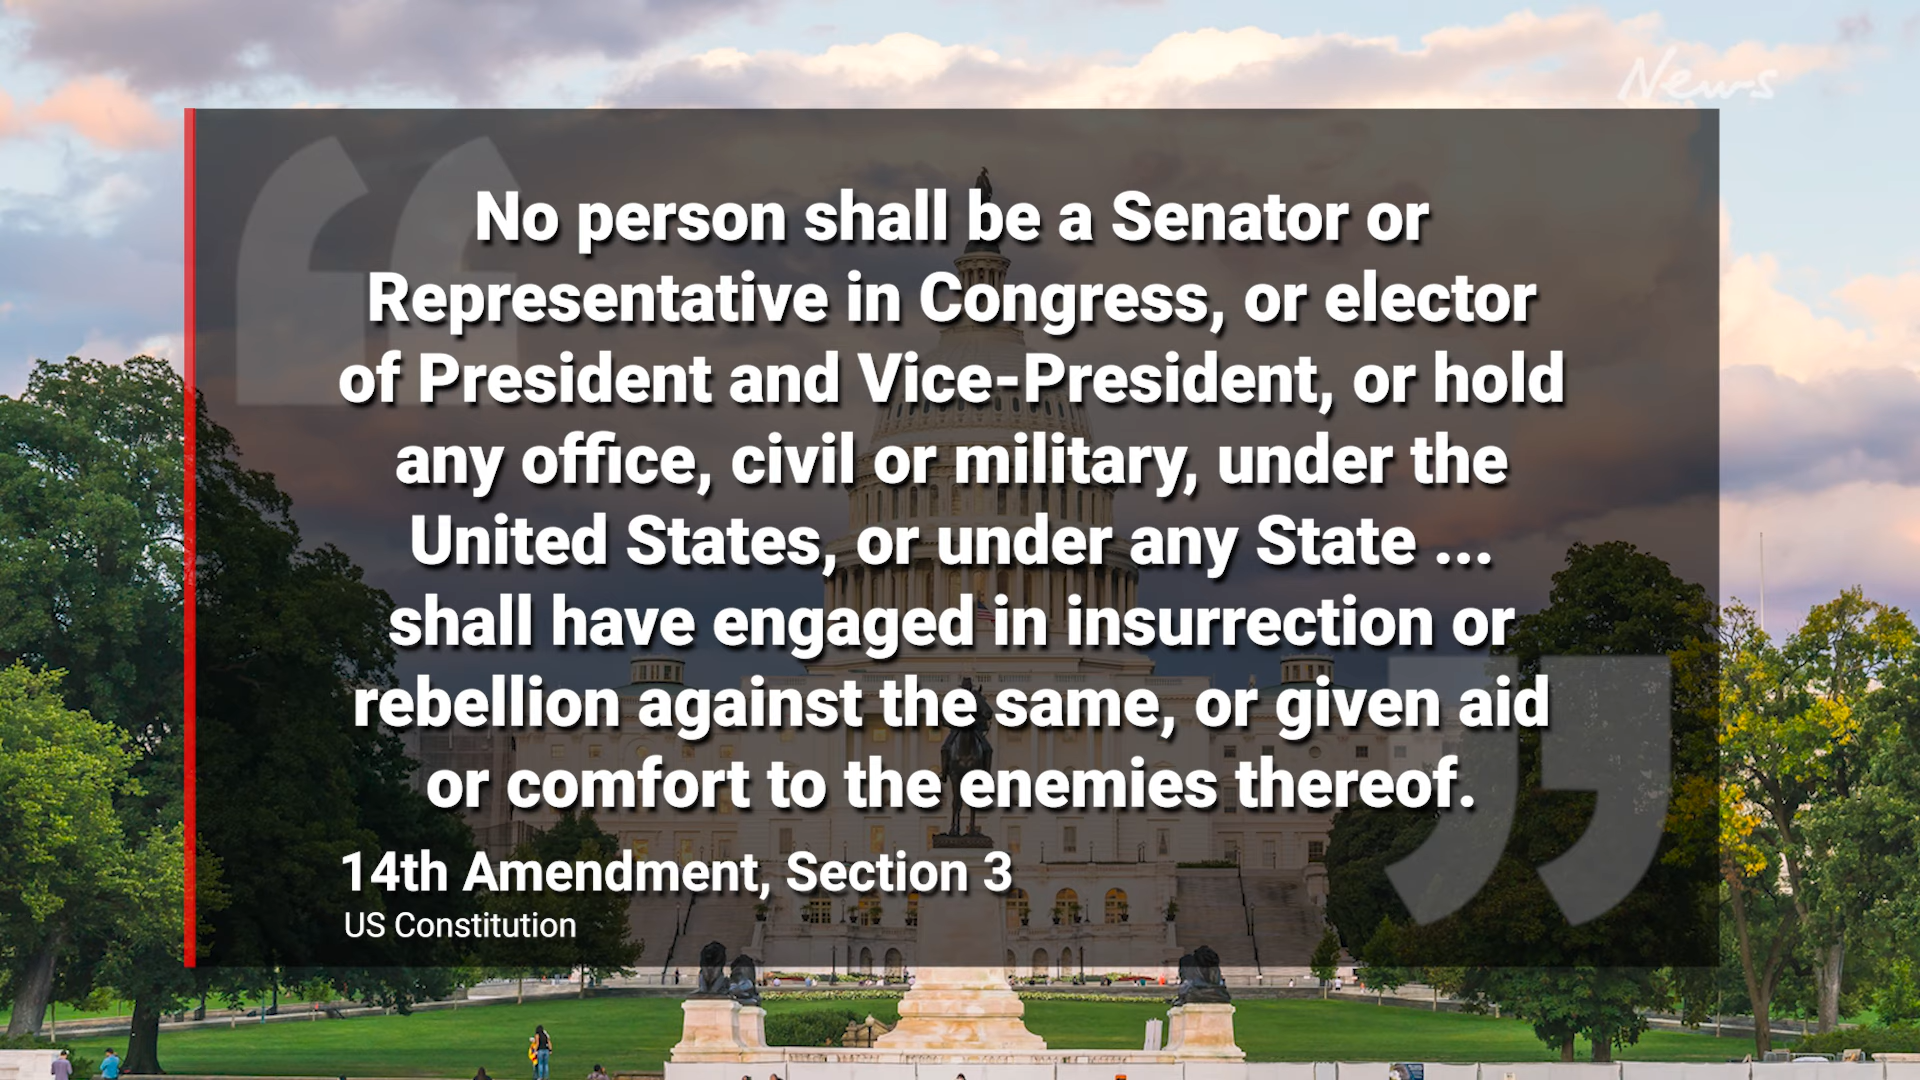 News
No person shall be a Senator or
Representative in Congress, or elector
of President and Vice-President, or hold
any office, civil or military, under the
United States, or under any State ...
shall have engaged in insurrection or
rebellion against the same, or given aid
or comfort to the enemies thereof.
14th Amendment, Section 3
US Constitution